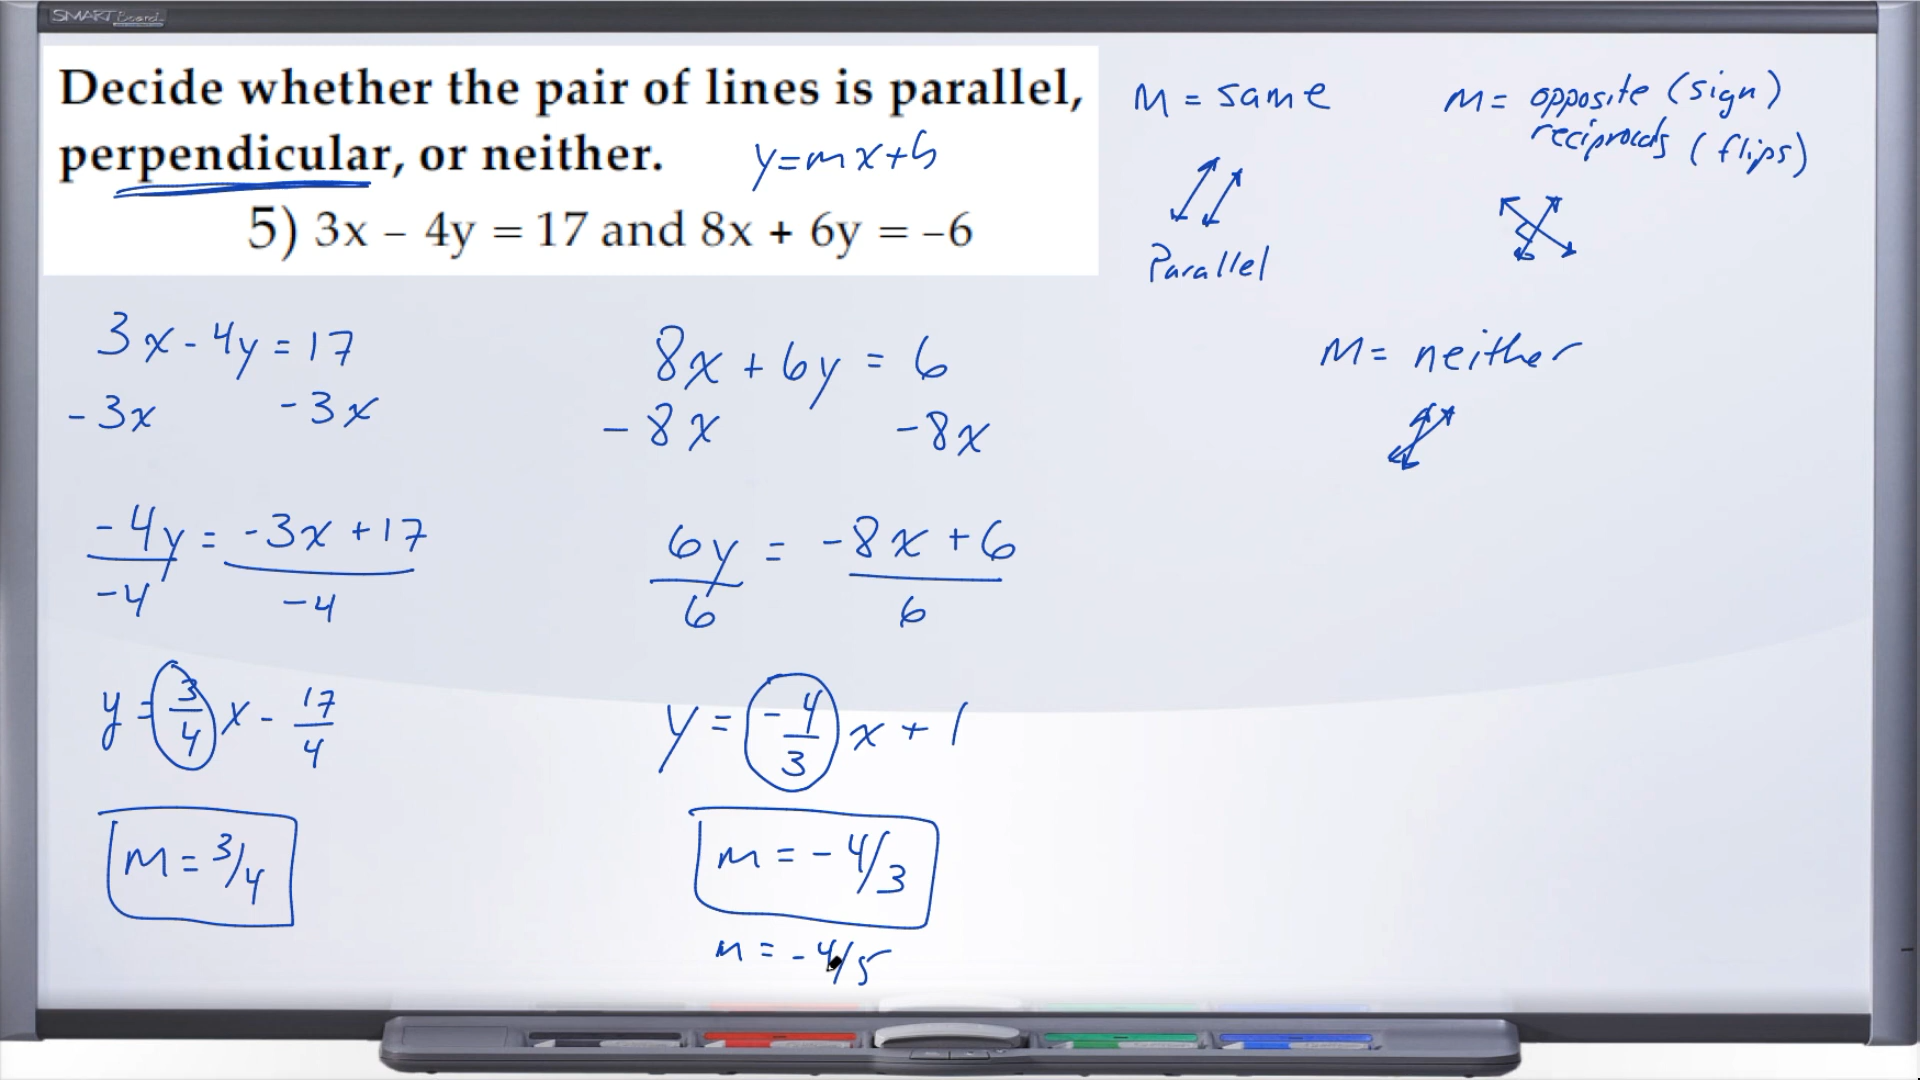 SMART Board
Decide whether the pair of lines is parallel,
perpendicular, or neither.
y=mx+b
5) 3x – 4y = 17 and 8x + 6y = –6
M = same
Parallel
m = opposite (sign)
reciprocals (flips)
M = neither
3x - 4y = 17
-3x -3x
-4y = -3x + 17
-4 -4
y = 3/4 x - 17/4
M = 3/4
8x + 6y = 6
-8x -8x
6y = -8x + 6
6 6
y = -4/3 x + 1
m = -4/3
m = -4/5